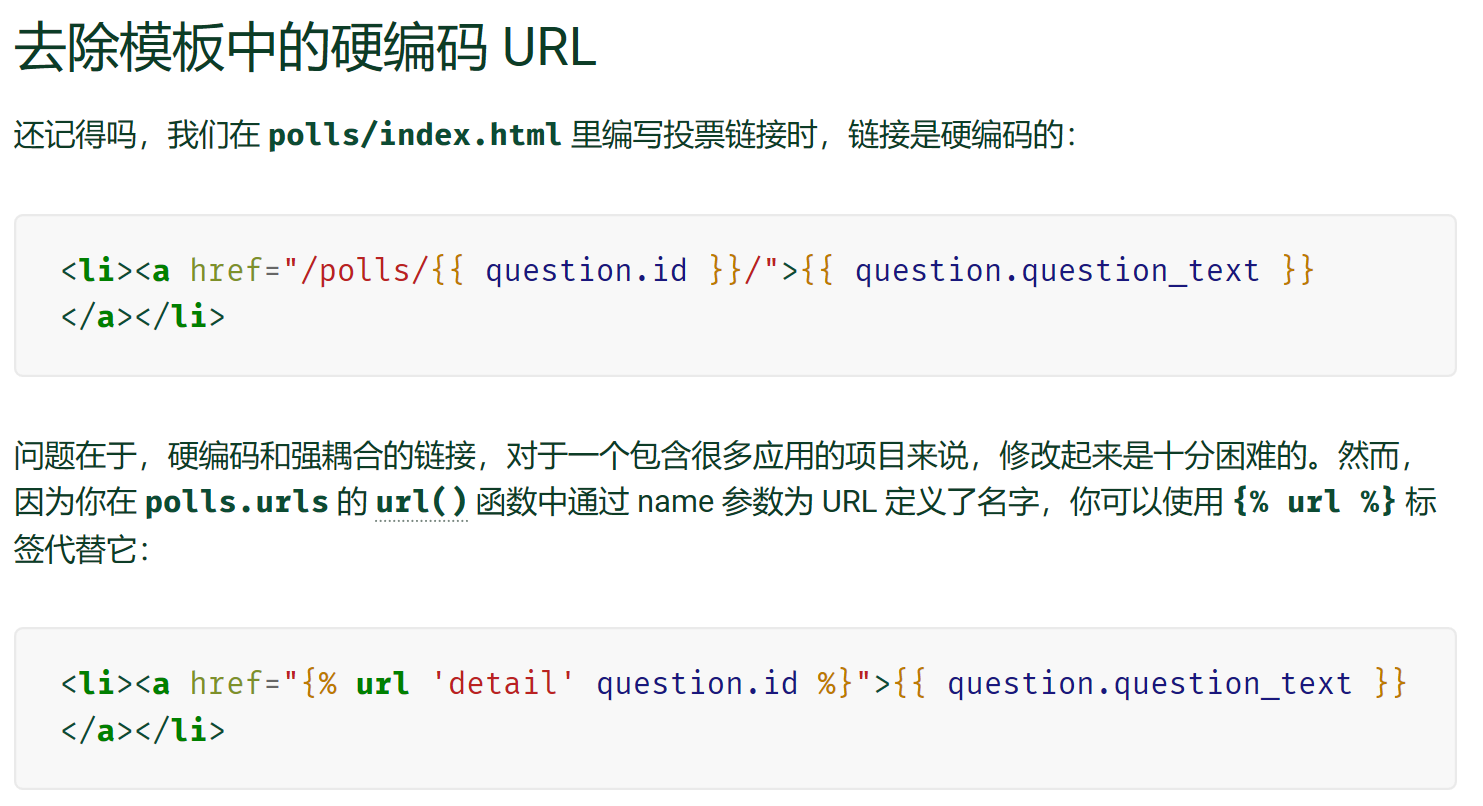 去除模板中的硬编码 URL
还记得吗，我们在 polls/index.html 里编写投票链接时，链接是硬编码的：
<li><a href="/polls/{{ question.id }}/">{{ question.question_text }}
</a></li>
问题在于，硬编码和强耦合的链接，对于一个包含很多应用的项目来说，修改起来是十分困难的。然而，
因为你在 polls.urls 的 url() 函数中通过 name 参数为 URL 定义了名字，你可以使用 {% url %} 标
签代替它：
<li><a href="{% url 'detail' question.id %}">{{ question.question_text }}
</a></li>